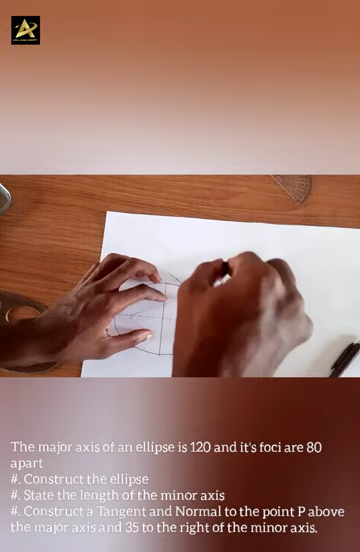 The major axis of an ellipse is 120 and it's foci are 80
apart
#. Construct the ellipse
#. State the length of the minor axis
#. Construct a Tangent and Normal to the point P above
the major axis and 35 to the right of the minor axis.